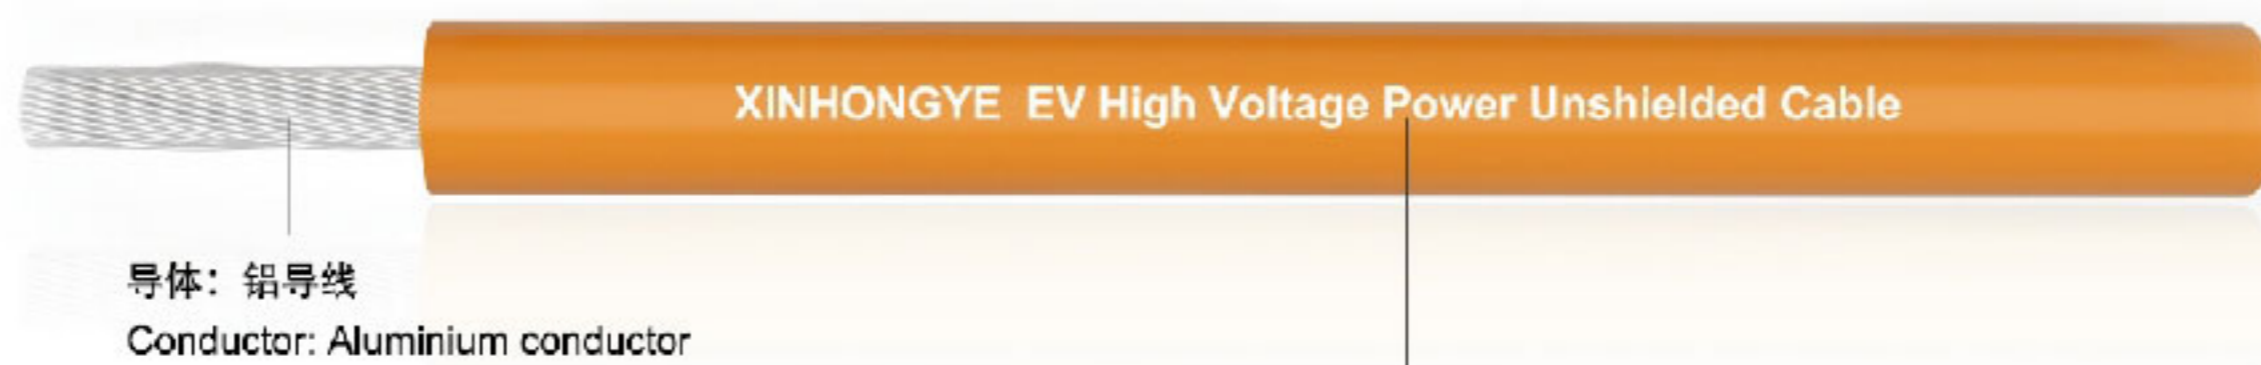 XINHONGYE EV High Voltage Power Unshielded Cable
导体：铝导线
Conductor: Aluminium conductor